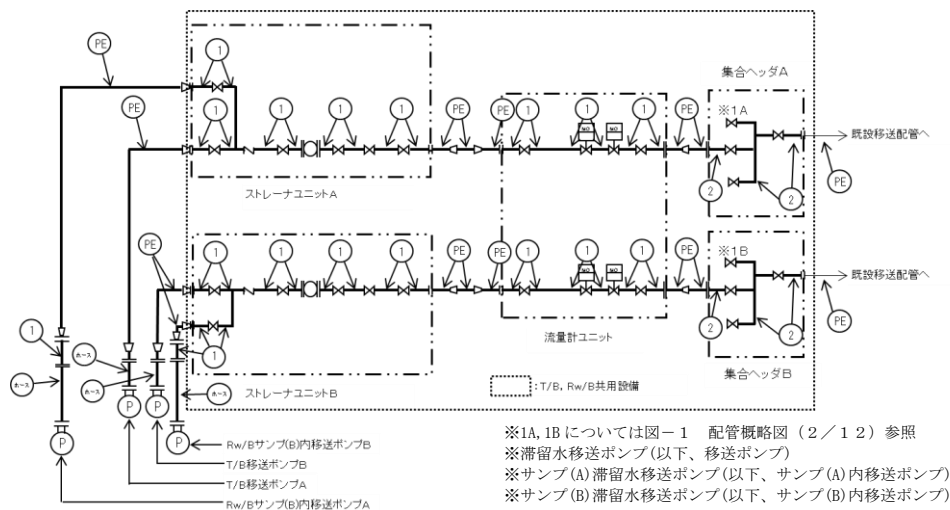 PE
1
PE
1
1
1
1
PE
PE
1
1
1
PE
集合ヘッダA
※1A
2
2
既設移送配管へ
PE
ストレーナユニットA
PE
1
1
1
1
PE
PE
1
1
1
PE
※1B
2
2
既設移送配管へ
PE
1
流量計ユニット
集合ヘッダB
1
ホース
ホース
ホース
ホース
ストレーナユニットB
:T/B, Rw/B共用設備
P
P
P
P
Rw/Bサンプ(B)内移送ポンプB
T/B移送ポンプB
T/B移送ポンプA
Rw/Bサンプ(B)内移送ポンプA
※1A,1Bについては図－1 配管概略図(2/12)参照
※滞留水移送ポンプ(以下、移送ポンプ)
※サンプ(A)滞留水移送ポンプ(以下、サンプ(A)内移送ポンプ)
※サンプ(B)滞留水移送ポンプ(以下、サンプ(B)内移送ポンプ)